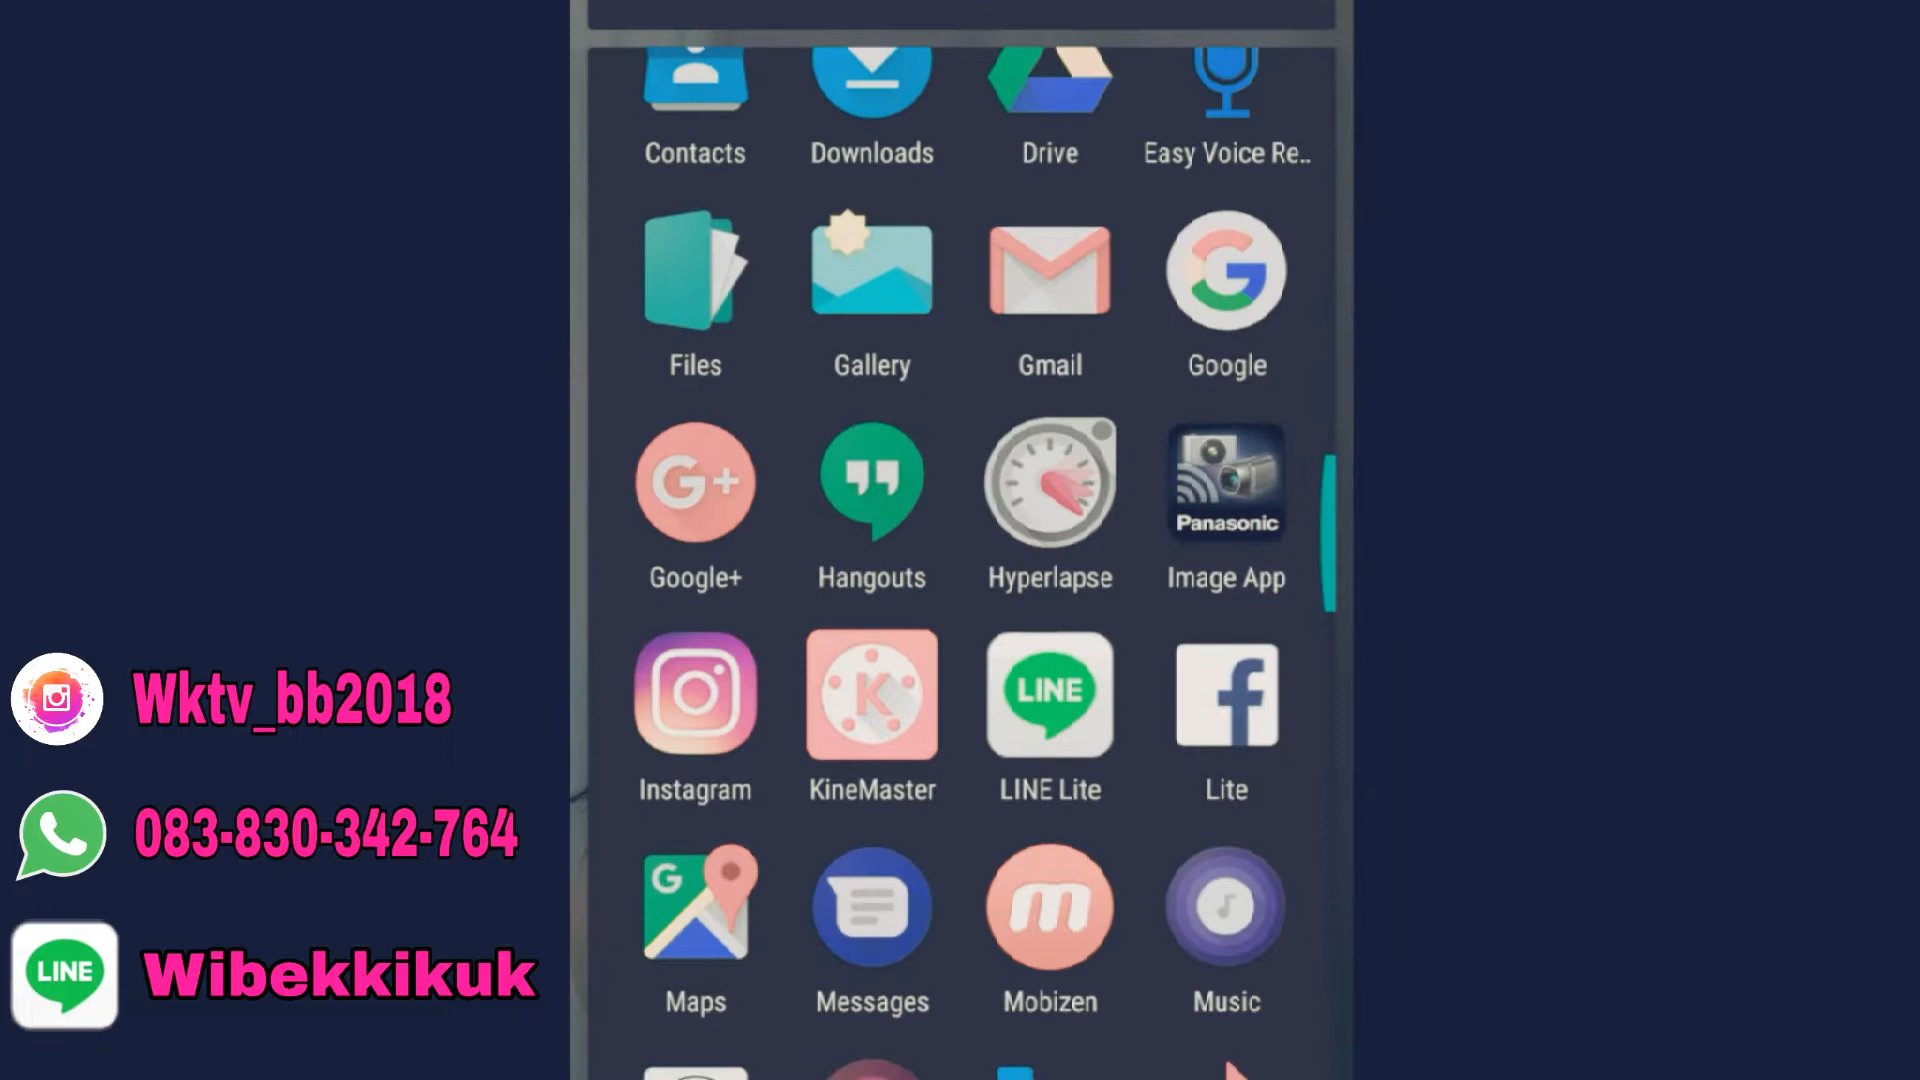 Contacts Downloads Drive Easy Voice Re..
Files Gallery Gmail Google
G+
Panasonic
Google+ Hangouts Hyperlapse Image App
K LINE f
Instagram KineMaster LINE Lite Lite
G m
Maps Messages Mobizen Music
Wktv_bb2018
083-830-342-764
LINE Wibekkikuk